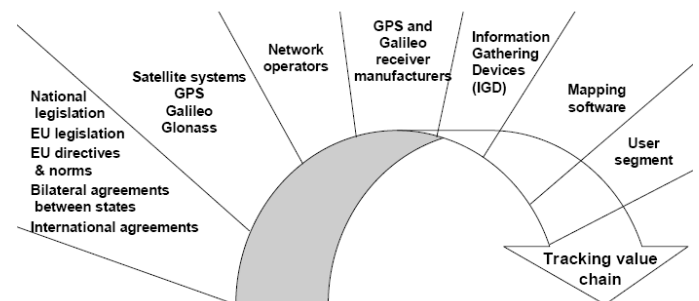 National
legislation
EU legislation
EU directives
& norms
Bilateral agreements
between states
International agreements
Satellite systems
GPS
Galileo
Glonass
Network
operators
GPS and
Galileo
receiver
manufacturers
Information
Gathering
Devices
(IGD)
Mapping
software
User
segment
Tracking value
chain